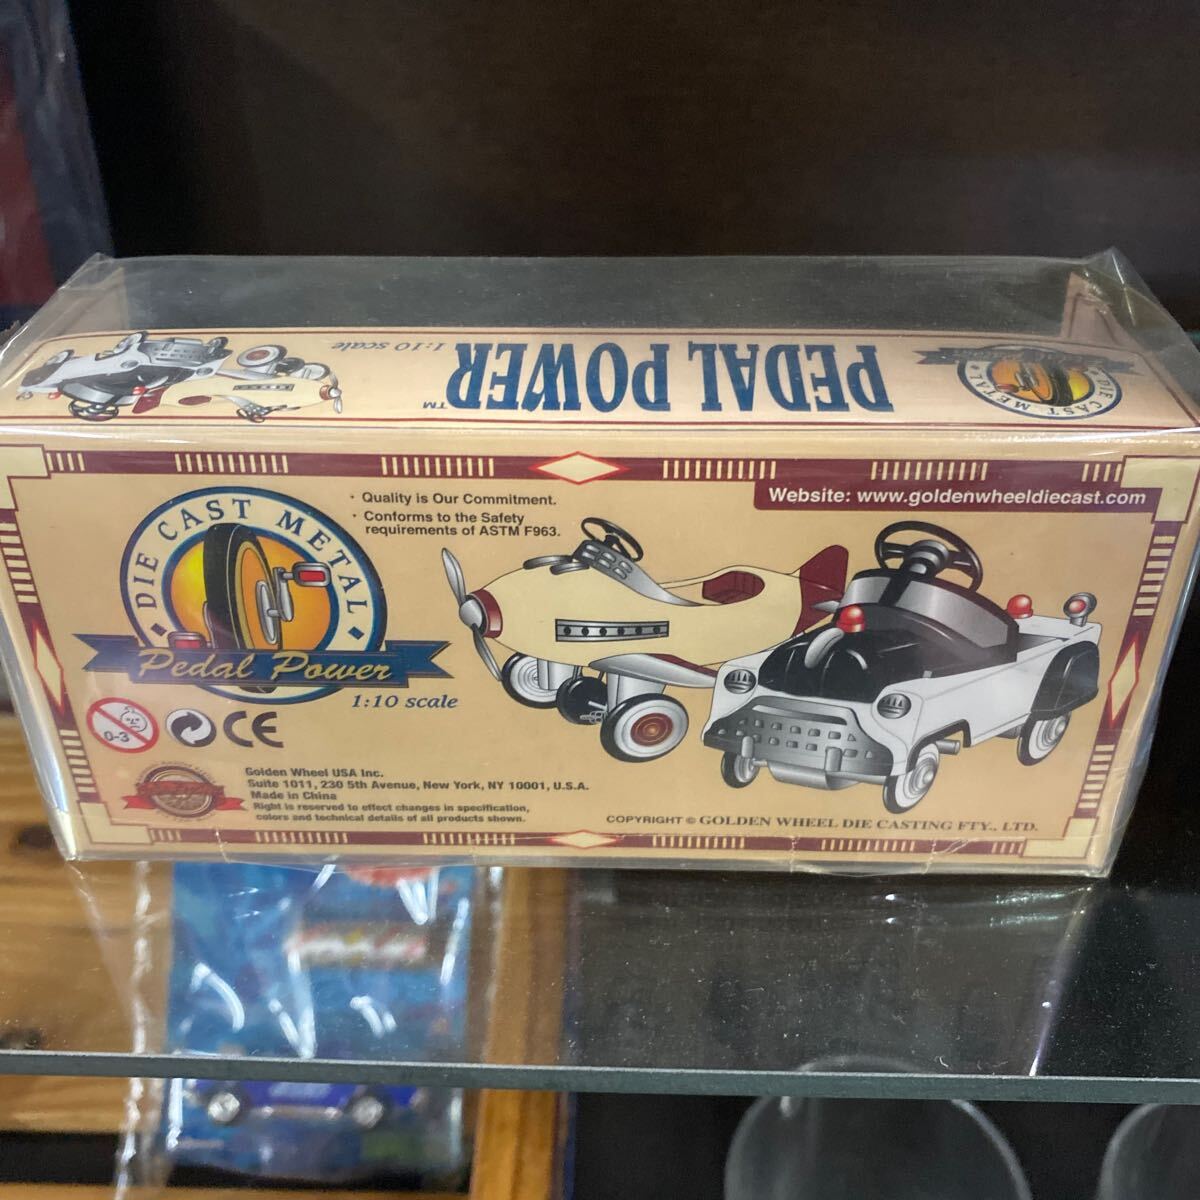 PEDAL POWER™
1:10 scale
DIE CAST METAL
Website: www.goldenwheeldiecast.com
· Quality is Our Commitment.
· Conforms to the Safety
requirements of ASTM F963.
DIE CAST METAL
Pedal Power
1:10 scale
0-3
CE
Golden Wheel USA Inc.
Suite 1011, 230 5th Avenue, New York, NY 10001, U.S.A.
Made in China
Right is reserved to effect changes in specification,
colors and technical details of all products shown.
COPYRIGHT © GOLDEN WHEEL DIE CASTING FTY., LTD.